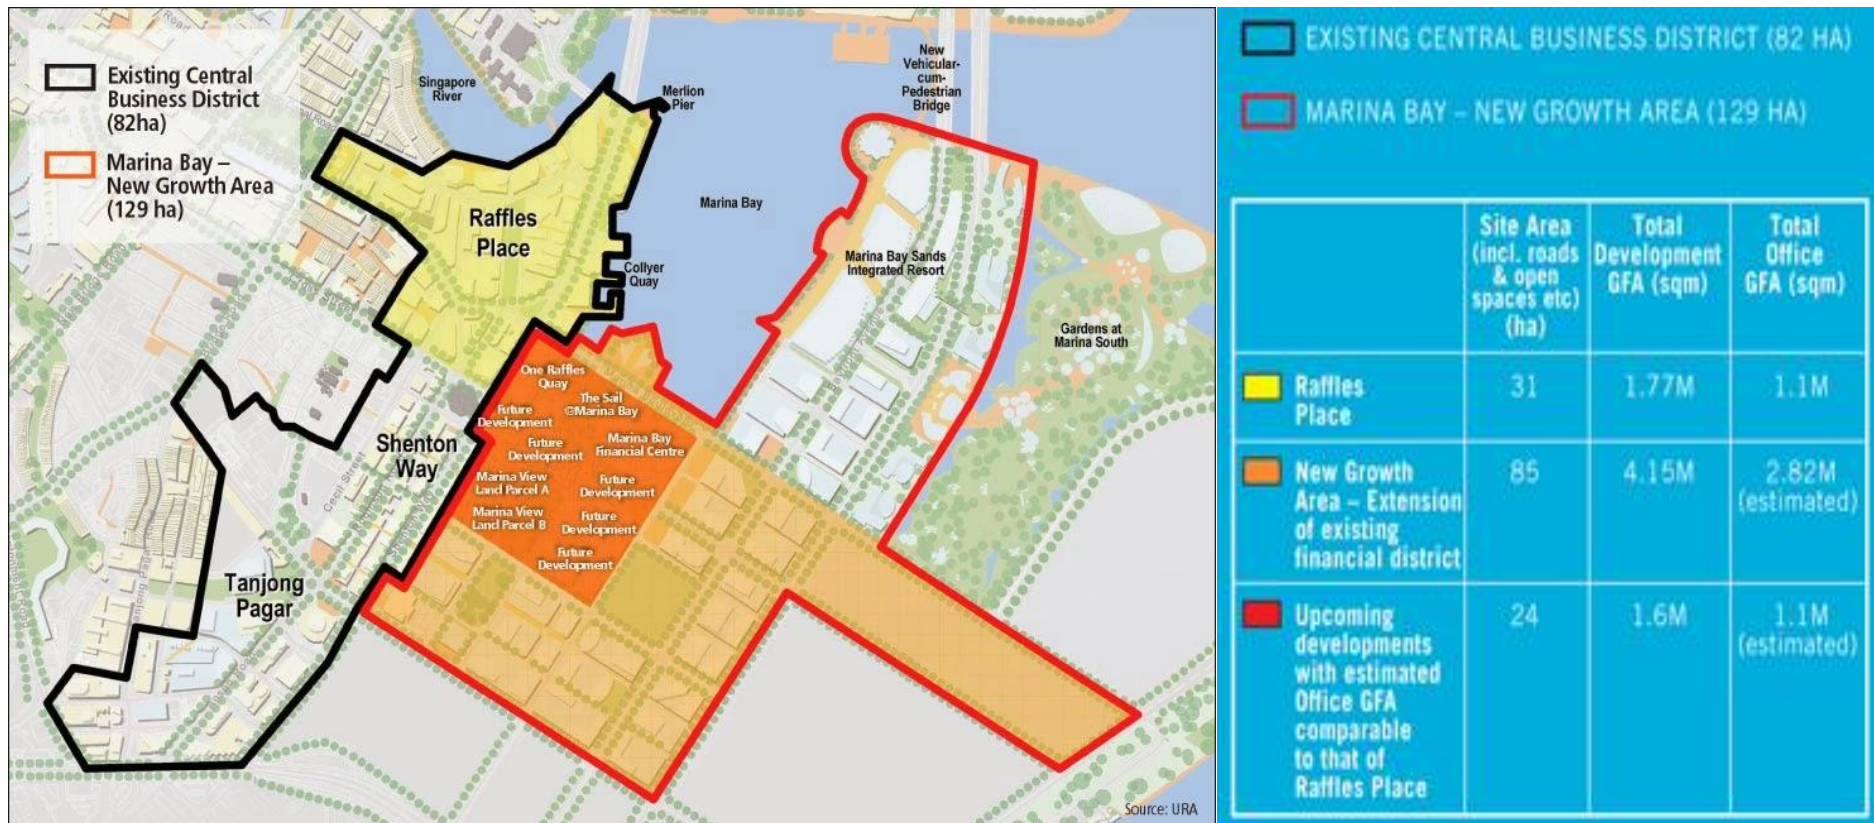 Existing Central
Business District
(82ha)
Marina Bay –
New Growth Area
(129 ha)
Singapore
River
Merlion
Pier
New
Vehicular-
cum-
Pedestrian
Bridge
Raffles
Place
Marina Bay
Collyer
Quay
Marina Bay Sands
Integrated Resort
Gardens at
Marina South
One Raffles
Quay
The Sail
@Marina Bay
Future
Development
Future
Development
Marina Bay
Financial Centre
Shenton
Way
Marina View
Land Parcel A
Future
Development
Marina View
Land Parcel B
Future
Development
Future
Development
Cecil Street
Tanjong
Pagar
Source: URA
EXISTING CENTRAL BUSINESS DISTRICT (82 HA)
MARINA BAY – NEW GROWTH AREA (129 HA)
Site Area
(incl. roads
& open
spaces etc)
(ha)
Total
Development
GFA (sqm)
Total
Office
GFA (sqm)
Raffles
Place
31
1.77M
1.1M
New Growth
Area – Extension
of existing
financial district
85
4.15M
2.82M
(estimated)
Upcoming
developments
with estimated
Office GFA
comparable
to that of
Raffles Place
24
1.6M
1.1M
(estimated)